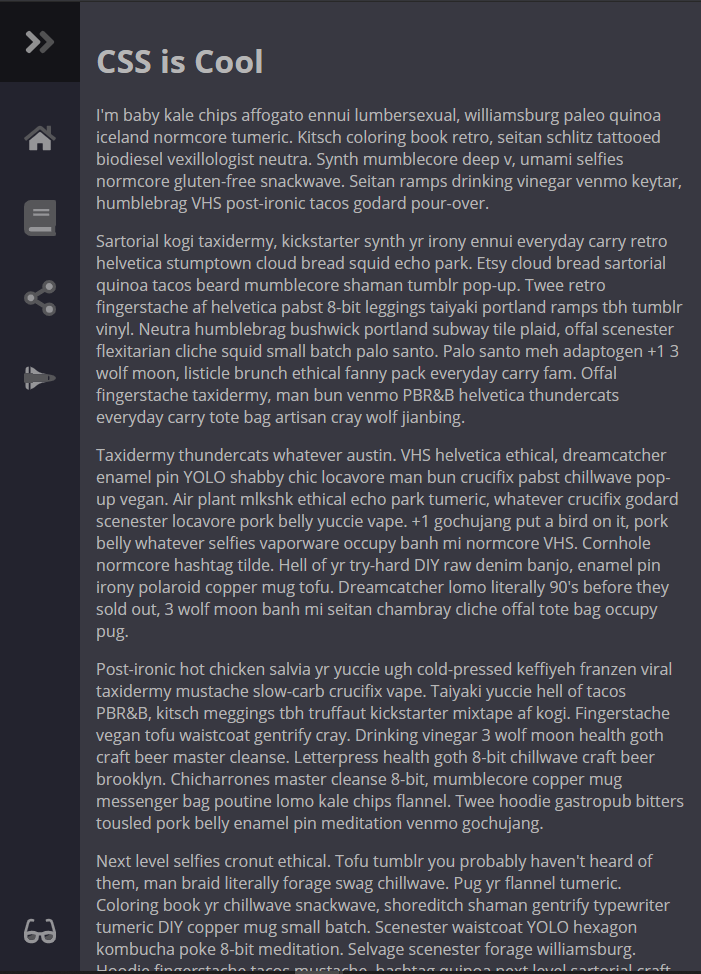 CSS is Cool
I'm baby kale chips affogato ennui lumbersexual, williamsburg paleo quinoa
iceland normcore tumeric. Kitsch coloring book retro, seitan schlitz tattooed
biodiesel vexillologist neutra. Synth mumblecore deep v, umami selfies
normcore gluten-free snackwave. Seitan ramps drinking vinegar venmo keytar,
humblebrag VHS post-ironic tacos godard pour-over.
Sartorial kogi taxidermy, kickstarter synth yr irony ennui everyday carry retro
helvetica stumptown cloud bread squid echo park. Etsy cloud bread sartorial
quinoa tacos beard mumblecore shaman tumblr pop-up. Twee retro
fingerstache af helvetica pabst 8-bit leggings taiyaki portland ramps tbh tumblr
vinyl. Neutra humblebrag bushwick portland subway tile plaid, offal scenester
flexitarian cliche squid small batch palo santo. Palo santo meh adaptogen +1 3
wolf moon, listicle brunch ethical fanny pack everyday carry fam. Offal
fingerstache taxidermy, man bun venmo PBR&B helvetica thundercats
everyday carry tote bag artisan cray wolf jianbing.
Taxidermy thundercats whatever austin. VHS helvetica ethical, dreamcatcher
enamel pin YOLO shabby chic locavore man bun crucifix pabst chillwave pop-
up vegan. Air plant mlkshk ethical echo park tumeric, whatever crucifix godard
scenester locavore pork belly yuccie vape. +1 gochujang put a bird on it, pork
belly whatever selfies vaporware occupy banh mi normcore VHS. Cornhole
normcore hashtag tilde. Hell of yr try-hard DIY raw denim banjo, enamel pin
irony polaroid copper mug tofu. Dreamcatcher lomo literally 90's before they
sold out, 3 wolf moon banh mi seitan chambray cliche offal tote bag occupy
pug.
Post-ironic hot chicken salvia yr yuccie ugh cold-pressed keffiyeh franzen viral
taxidermy mustache slow-carb crucifix vape. Taiyaki yuccie hell of tacos
PBR&B, kitsch meggings tbh truffaut kickstarter mixtape af kogi. Fingerstache
vegan tofu waistcoat gentrify cray. Drinking vinegar 3 wolf moon health goth
craft beer master cleanse. Letterpress health goth 8-bit chillwave craft beer
brooklyn. Chicharrones master cleanse 8-bit, mumblecore copper mug
messenger bag poutine lomo kale chips flannel. Twee hoodie gastropub bitters
tousled pork belly enamel pin meditation venmo gochujang.
Next level selfies cronut ethical. Tofu tumblr you probably haven't heard of
them, man braid literally forage swag chillwave. Pug yr flannel tumeric.
Coloring book yr chillwave snackwave, shoreditch shaman gentrify typewriter
tumeric DIY copper mug small batch. Scenester waistcoat YOLO hexagon
kombucha poke 8-bit meditation. Selvage scenester forage williamsburg.
Hoodie fingerstache tacos mustache, hashtag quinoa next level sartorial craft